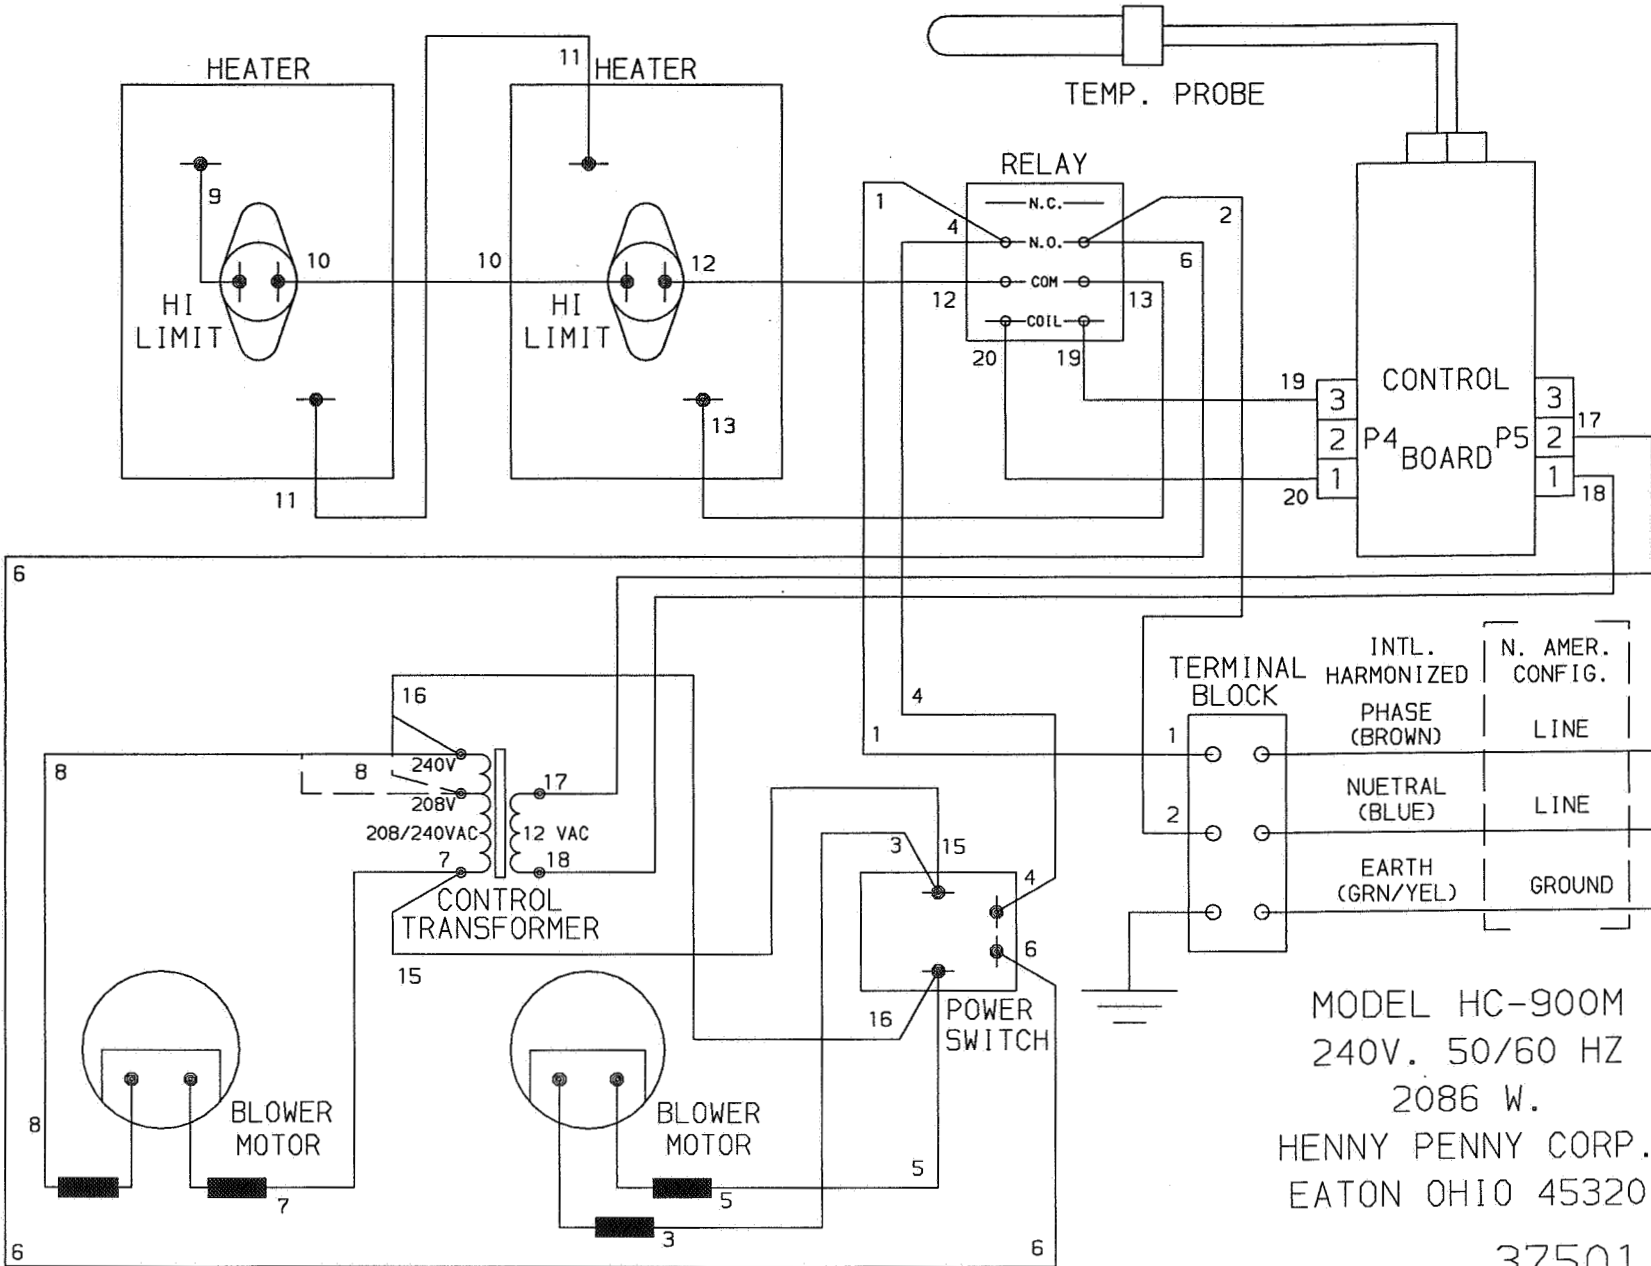 HEATER
11
HEATER
TEMP. PROBE
RELAY
N.C.
N.O.
COM
COIL
1
4
2
6
9
10
10
12
12
13
HI
LIMIT
HI
LIMIT
20
19
13
11
19
3
2
1
P4
20
CONTROL
BOARD
P5
3
2
1
17
18
6
16
4
1
TERMINAL
BLOCK
INTL.
HARMONIZED
N. AMER.
CONFIG.
1
PHASE
(BROWN)
LINE
2
NUETRAL
(BLUE)
LINE
EARTH
(GRN/YEL)
GROUND
8
8
240V
208V
208/240VAC
7
17
12 VAC
18
CONTROL
TRANSFORMER
15
3
15
4
6
16
POWER
SWITCH
8
BLOWER
MOTOR
7
BLOWER
MOTOR
5
5
3
6
6
MODEL HC-900M
240V. 50/60 HZ
2086 W.
HENNY PENNY CORP.
EATON OHIO 45320
37501